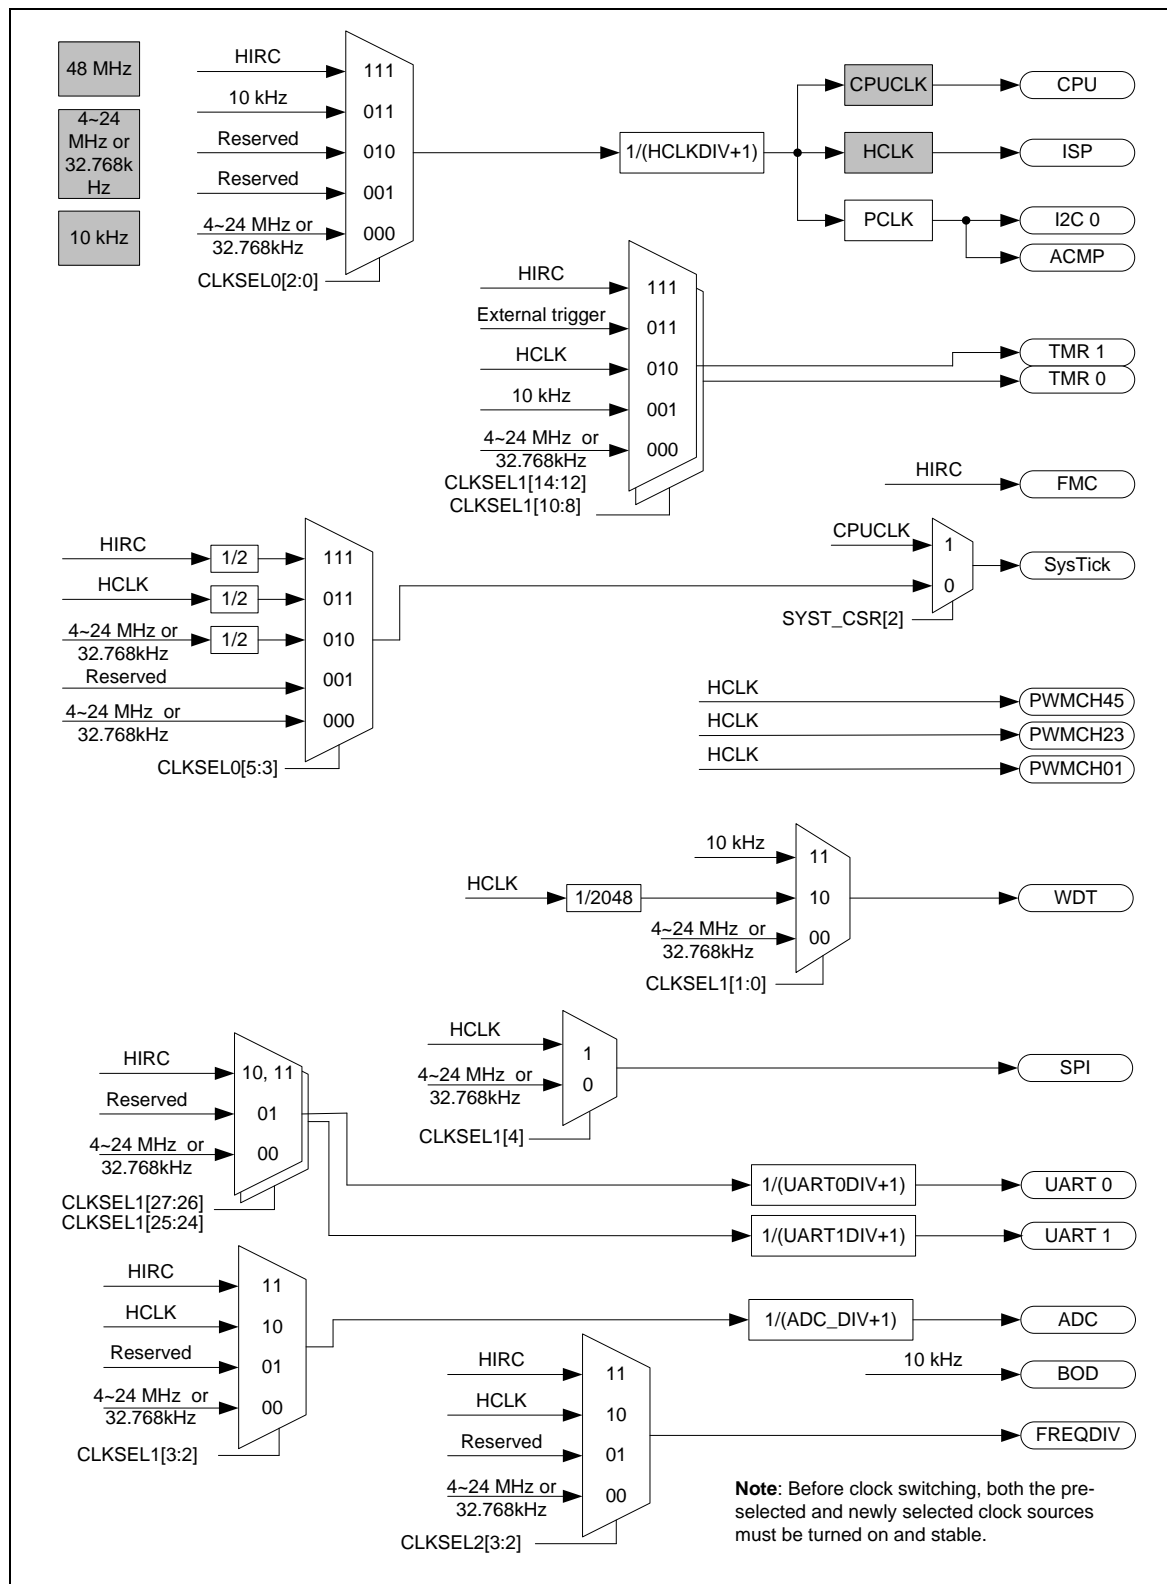 48 MHz
4~24
MHz or
32.768k
Hz
10 kHz
HIRC
111
10 kHz
011
Reserved
010
Reserved
001
4~24 MHz or
32.768kHz
000
CLKSEL0[2:0]
1/(HCLKDIV+1)
CPUCLK
CPU
HCLK
ISP
PCLK
I2C 0
ACMP
HIRC
111
External trigger
011
HCLK
010
10 kHz
001
4~24 MHz or
32.768kHz
000
CLKSEL1[14:12]
CLKSEL1[10:8]
TMR 1
TMR 0
HIRC
FMC
HIRC
1/2
111
HCLK
1/2
011
4~24 MHz or
32.768kHz
1/2
010
Reserved
001
4~24 MHz or
32.768kHz
000
CLKSEL0[5:3]
CPUCLK
1
0
SYST_CSR[2]
SysTick
HCLK
PWMCH45
HCLK
PWMCH23
HCLK
PWMCH01
10 kHz
11
HCLK
1/2048
10
4~24 MHz or
32.768kHz
00
CLKSEL1[1:0]
WDT
HCLK
1
4~24 MHz or
32.768kHz
0
CLKSEL1[4]
SPI
HIRC
10, 11
Reserved
01
4~24 MHz or
32.768kHz
00
CLKSEL1[27:26]
CLKSEL1[25:24]
1/(UART0DIV+1)
UART 0
1/(UART1DIV+1)
UART 1
HIRC
11
HCLK
10
Reserved
01
4~24 MHz or
32.768kHz
00
CLKSEL1[3:2]
1/(ADC_DIV+1)
ADC
10 kHz
BOD
HIRC
11
HCLK
10
Reserved
01
4~24 MHz or
32.768kHz
00
CLKSEL2[3:2]
FREQDIV
Note: Before clock switching, both the pre-
selected and newly selected clock sources
must be turned on and stable.